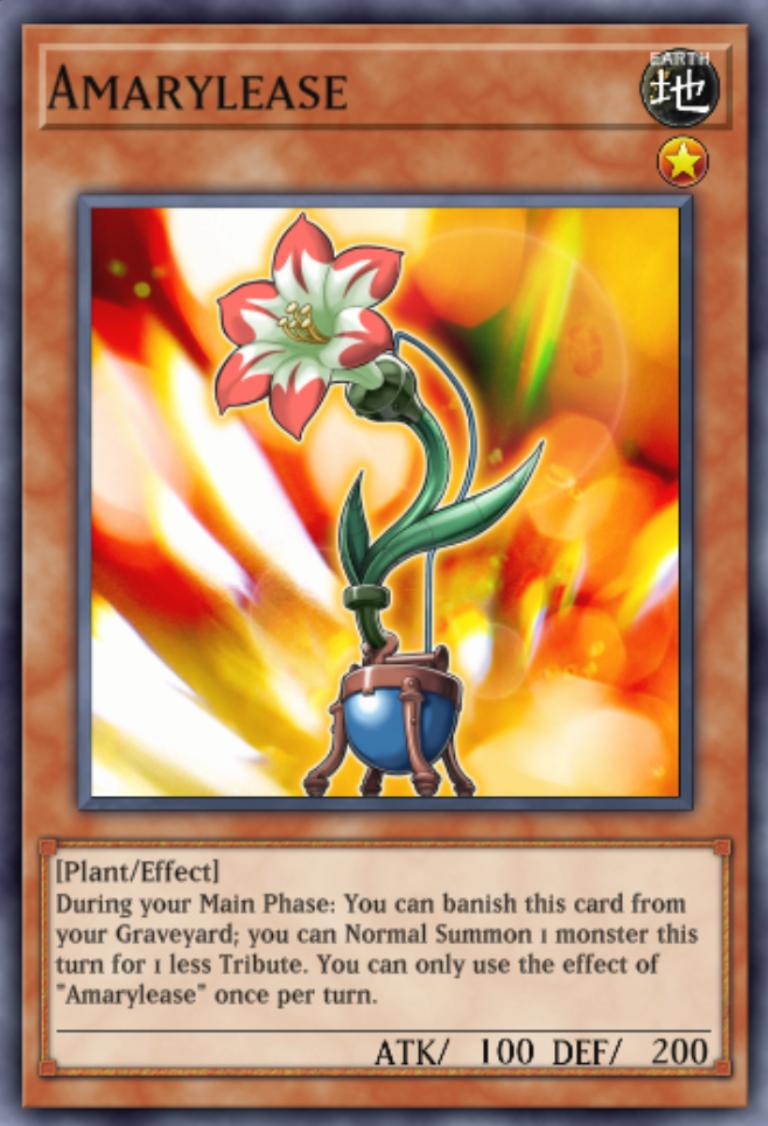 AMARYLEASE
EARTH
地
[Plant/Effect]
During your Main Phase: You can banish this card from
your Graveyard; you can Normal Summon 1 monster this
turn for 1 less Tribute. You can only use the effect of
"Amarylease" once per turn.
ATK/ 100 DEF/ 200